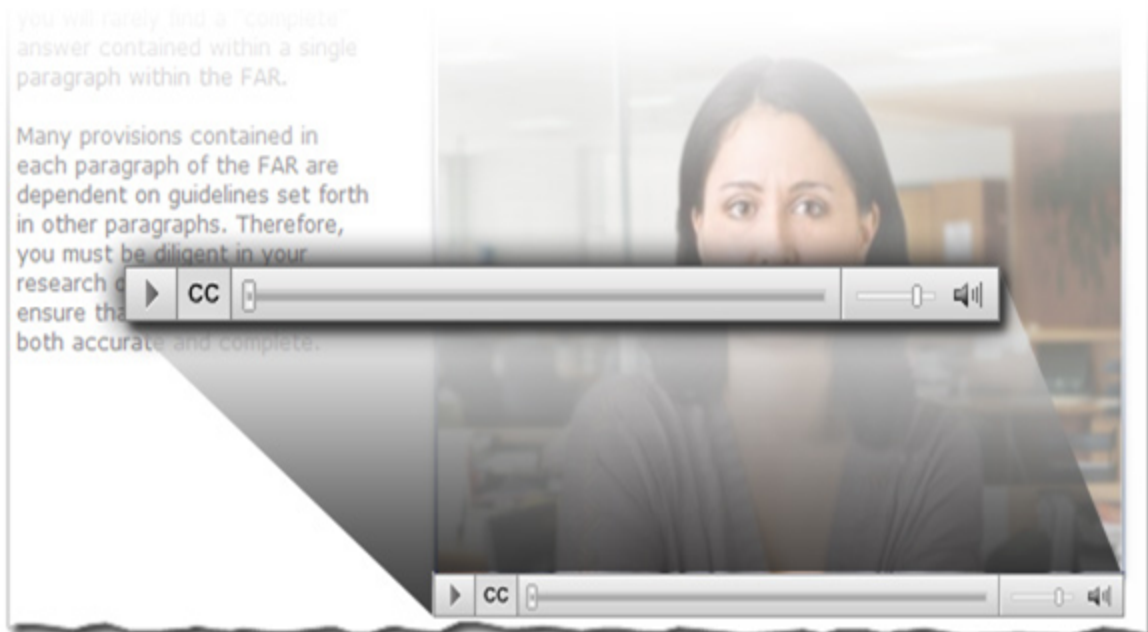 you will rarely find a "complete"
answer contained within a single
paragraph within the FAR.
Many provisions contained in
each paragraph of the FAR are
dependent on guidelines set forth
in other paragraphs. Therefore,
you must be diligent in your
research
ensure
both accurate and complete.
CC
CC